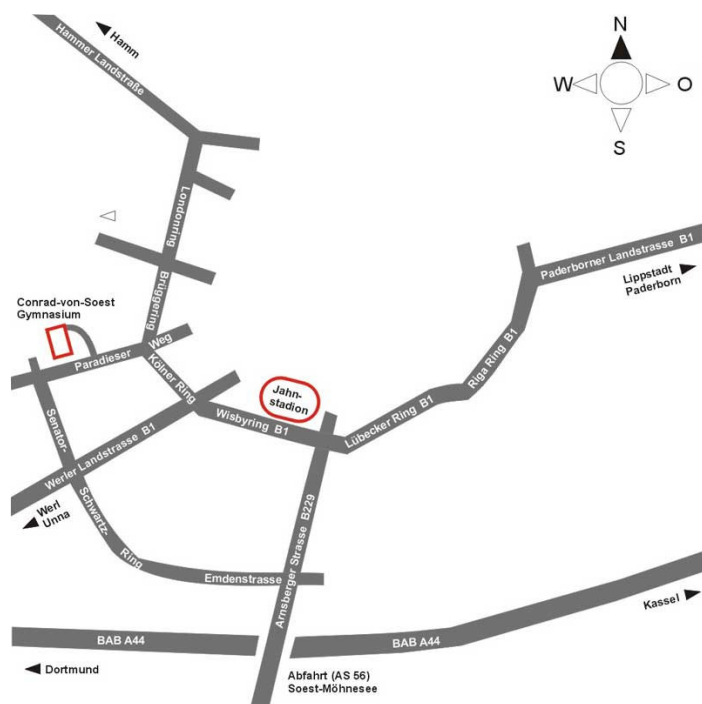 Hamm
Hammer Landstraße
N
W
O
S
Londonring
Brüggering
Paderborner Landstrasse B1
Lippstadt
Paderborn
Conrad-von-Soest
Gymnasium
Paradieser
Weg
Kölner Ring
Riga Ring B1
Jahn-
stadion
Wisbyring B1
Lübecker Ring B1
Senator-
Schwartz-
Ring
Werler Landstrasse B1
Werl
Unna
Arnsberger Strasse B229
Emdenstrasse
Kassel
BAB A44
BAB A44
Dortmund
Abfahrt (AS 56)
Soest-Möhnesee